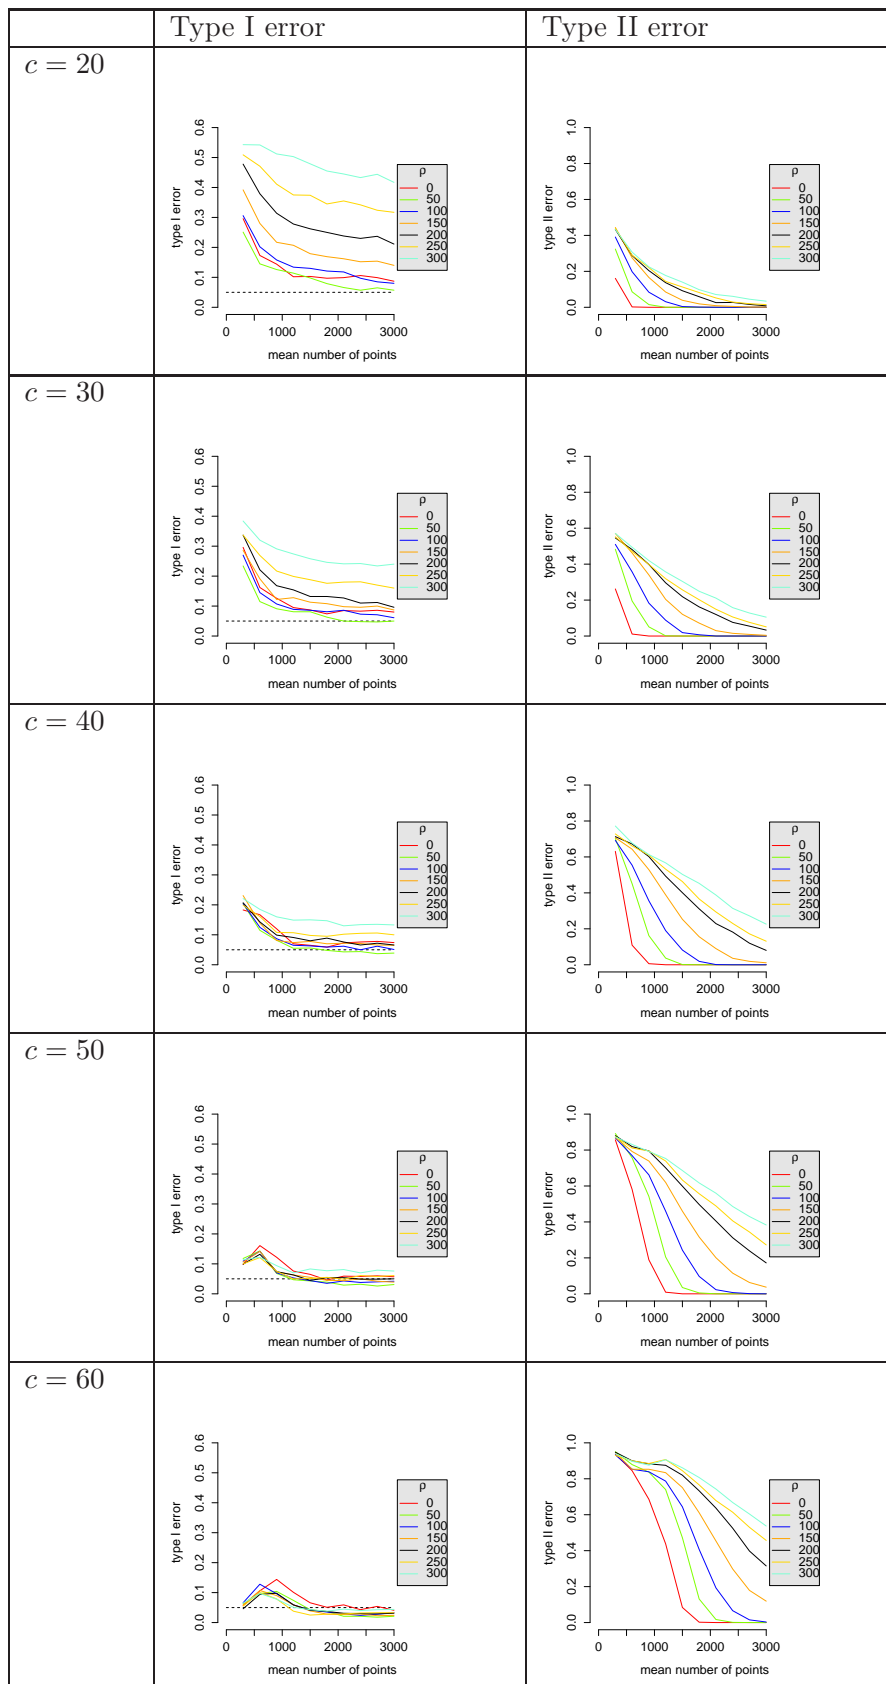 Type I error Type II error
c = 20
type I error
0.0 0.1 0.2 0.3 0.4 0.5 0.6
0 1000 2000 3000
mean number of points
ρ
0
50
100
150
200
250
300
type II error
0.0 0.2 0.4 0.6 0.8 1.0
0 1000 2000 3000
mean number of points
ρ
0
50
100
150
200
250
300
c = 30
type I error
0.0 0.1 0.2 0.3 0.4 0.5 0.6
0 1000 2000 3000
mean number of points
ρ
0
50
100
150
200
250
300
type II error
0.0 0.2 0.4 0.6 0.8 1.0
0 1000 2000 3000
mean number of points
ρ
0
50
100
150
200
250
300
c = 40
type I error
0.0 0.1 0.2 0.3 0.4 0.5 0.6
0 1000 2000 3000
mean number of points
ρ
0
50
100
150
200
250
300
type II error
0.0 0.2 0.4 0.6 0.8 1.0
0 1000 2000 3000
mean number of points
ρ
0
50
100
150
200
250
300
c = 50
type I error
0.0 0.1 0.2 0.3 0.4 0.5 0.6
0 1000 2000 3000
mean number of points
ρ
0
50
100
150
200
250
300
type II error
0.0 0.2 0.4 0.6 0.8 1.0
0 1000 2000 3000
mean number of points
ρ
0
50
100
150
200
250
300
c = 60
type I error
0.0 0.1 0.2 0.3 0.4 0.5 0.6
0 1000 2000 3000
mean number of points
ρ
0
50
100
150
200
250
300
type II error
0.0 0.2 0.4 0.6 0.8 1.0
0 1000 2000 3000
mean number of points
ρ
0
50
100
150
200
250
300